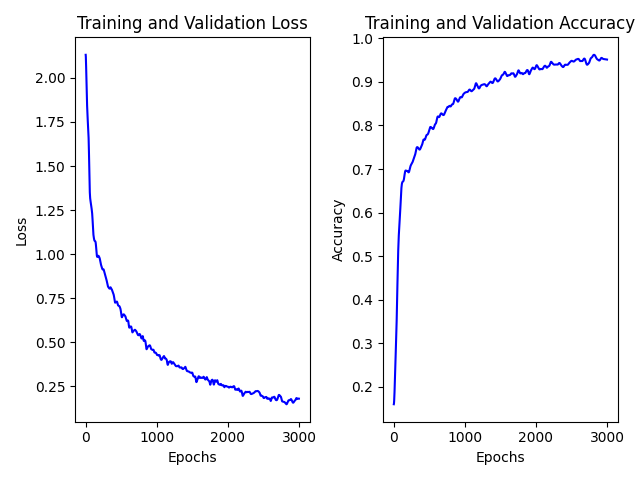 Training and Validation Loss
2.00
1.75
1.50
1.25
1.00
0.75
0.50
0.25
Loss
0 1000 2000 3000
Epochs
Training and Validation Accuracy
1.0
0.9
0.8
0.7
0.6
0.5
0.4
0.3
0.2
Accuracy
0 1000 2000 3000
Epochs